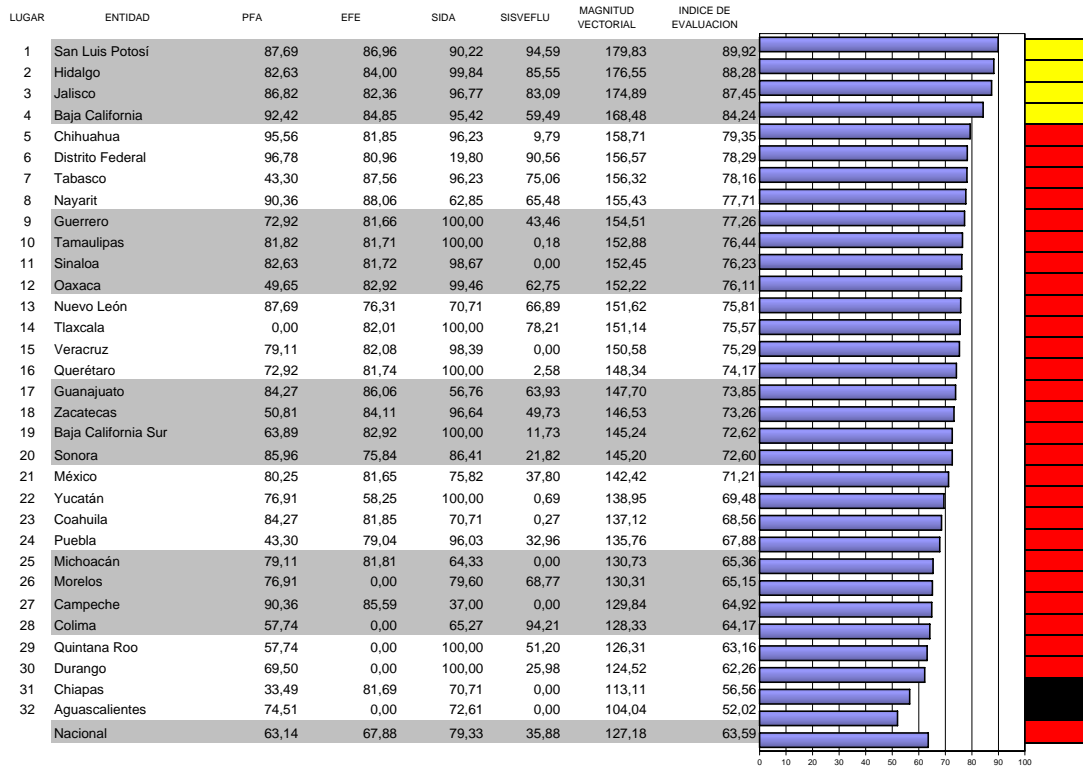 LUGAR ENTIDAD PFA EFE SIDA SISVEFLU MAGNITUD VECTORIAL INDICE DE EVALUACION
1 San Luis Potosí 87,69 86,96 90,22 94,59 179,83 89,92
2 Hidalgo 82,63 84,00 99,84 85,55 176,55 88,28
3 Jalisco 86,82 82,36 96,77 83,09 174,89 87,45
4 Baja California 92,42 84,85 95,42 59,49 168,48 84,24
5 Chihuahua 95,56 81,85 96,23 9,79 158,71 79,35
6 Distrito Federal 96,78 80,96 19,80 90,56 156,57 78,29
7 Tabasco 43,30 87,56 96,23 75,06 156,32 78,16
8 Nayarit 90,36 88,06 62,85 65,48 155,43 77,71
9 Guerrero 72,92 81,66 100,00 43,46 154,51 77,26
10 Tamaulipas 81,82 81,71 100,00 0,18 152,88 76,44
11 Sinaloa 82,63 81,72 98,67 0,00 152,45 76,23
12 Oaxaca 49,65 82,92 99,46 62,75 152,22 76,11
13 Nuevo León 87,69 76,31 70,71 66,89 151,62 75,81
14 Tlaxcala 0,00 82,01 100,00 78,21 151,14 75,57
15 Veracruz 79,11 82,08 98,39 0,00 150,58 75,29
16 Querétaro 72,92 81,74 100,00 2,58 148,34 74,17
17 Guanajuato 84,27 86,06 56,76 63,93 147,70 73,85
18 Zacatecas 50,81 84,11 96,64 49,73 146,53 73,26
19 Baja California Sur 63,89 82,92 100,00 11,73 145,24 72,62
20 Sonora 85,96 75,84 86,41 21,82 145,20 72,60
21 México 80,25 81,65 75,82 37,80 142,42 71,21
22 Yucatán 76,91 58,25 100,00 0,69 138,95 69,48
23 Coahuila 84,27 81,85 70,71 0,27 137,12 68,56
24 Puebla 43,30 79,04 96,03 32,96 135,76 67,88
25 Michoacán 79,11 81,81 64,33 0,00 130,73 65,36
26 Morelos 76,91 0,00 79,60 68,77 130,31 65,15
27 Campeche 90,36 85,59 37,00 0,00 129,84 64,92
28 Colima 57,74 0,00 65,27 94,21 128,33 64,17
29 Quintana Roo 57,74 0,00 100,00 51,20 126,31 63,16
30 Durango 69,50 0,00 100,00 25,98 124,52 62,26
31 Chiapas 33,49 81,69 70,71 0,00 113,11 56,56
32 Aguascalientes 74,51 0,00 72,61 0,00 104,04 52,02
Nacional 63,14 67,88 79,33 35,88 127,18 63,59
0 10 20 30 40 50 60 70 80 90 100